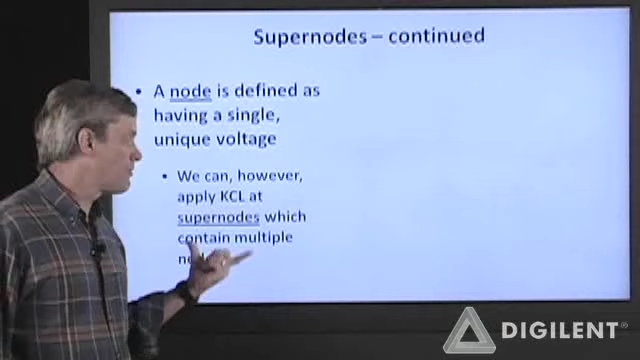 Supernodes – continued
• A node is defined as
having a single,
unique voltage
• We can, however,
apply KCL at
supernodes which
contain multiple
DIGILENT®